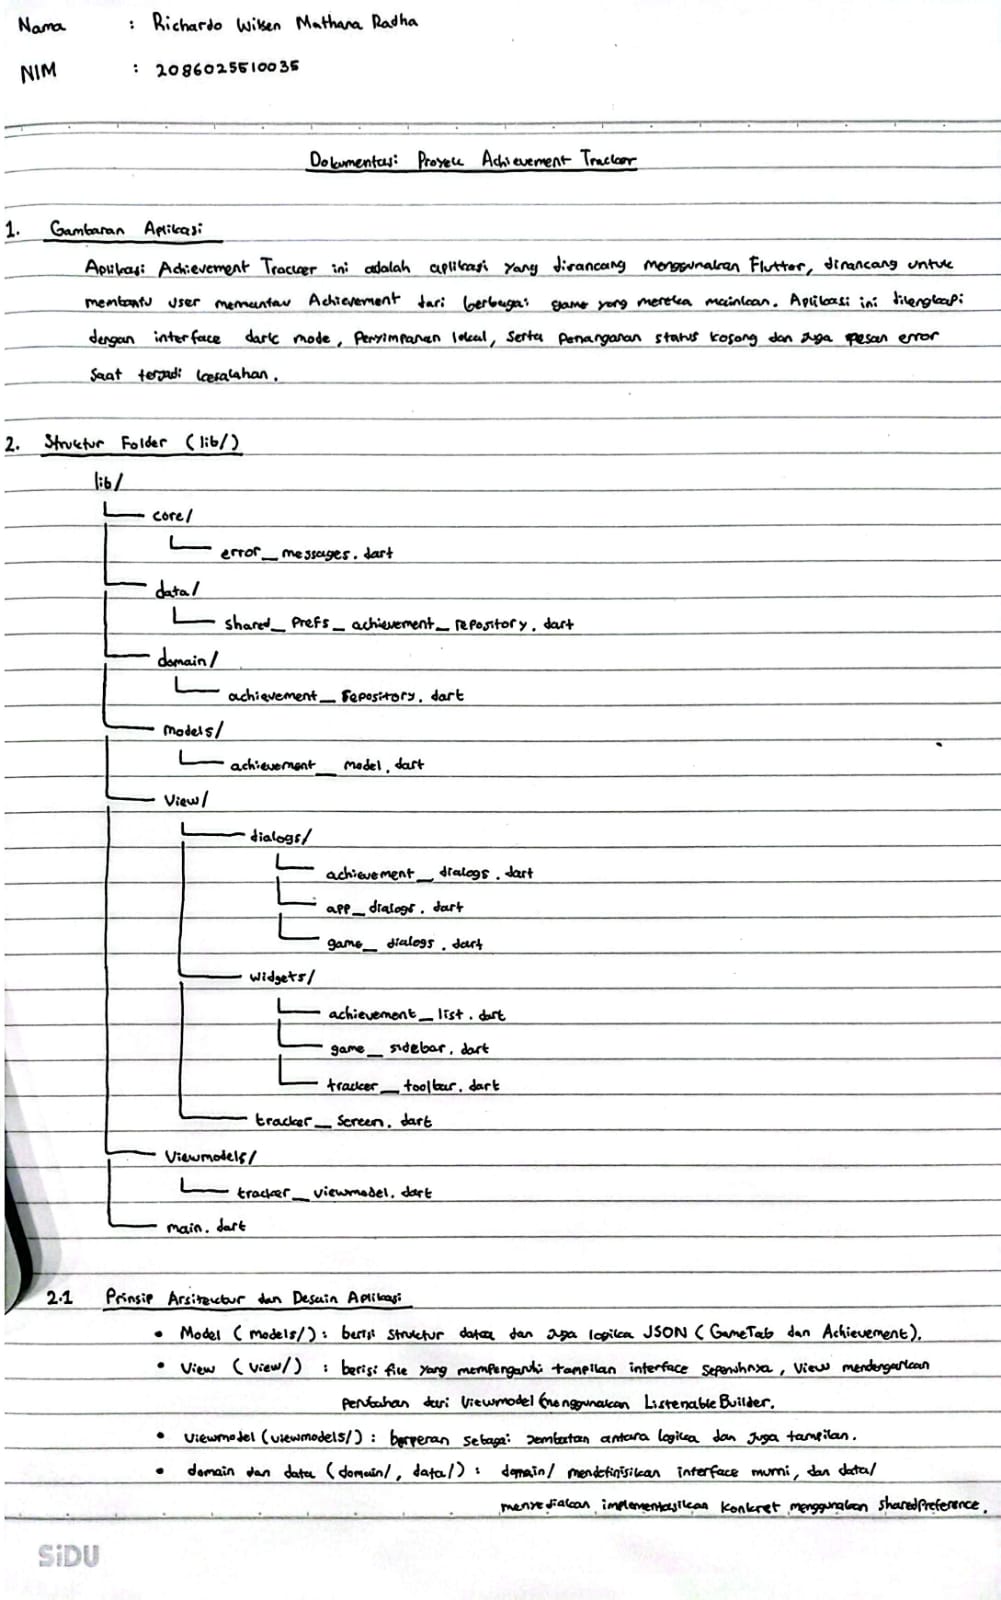 Nama : Richardo Wilsen Mathana Radha
NIM : 2086025510035
Dokumentasi Proyek Achievement Tracker
1. Gambaran Aplikasi
Aplikasi Achievement Tracker ini adalah aplikasi yang dirancang menggunakan Flutter, dirancang untuk
membantu user memantau Achievement dari berbagai game yang mereka mainkan. Aplikasi ini dilengkapi
dengan interface dark mode, Penyimpanan lokal, Serta Penanganan status kosong dan juga pesan error
Saat terjadi kesalahan.
2. Struktur Folder (lib/)
lib/
core/
error_messages.dart
data/
shared_prefs_achievement_repository.dart
domain/
achievement_repository.dart
models/
achievement_model.dart
View/
dialogs/
achievement_dialogs.dart
app_dialogs.dart
game_dialogs.dart
widgets/
achievement_list.dart
game_sidebar.dart
tracker_toolbar.dart
tracker_screen.dart
Viewmodels/
tracker_viewmodel.dart
main.dart
2.1 Prinsip Arsitektur dan Desain Aplikasi
• Model (models/) : berisi struktur data dan juga logika JSON (GameTab dan Achievement).
• View (View/) : berisi file yang mempengaruhi tampilan interface sepenuhnya, View mendengarkan
perubahan dari Viewmodel menggunakan ListenableBuilder.
• Viewmodel (viewmodels/) : berperan sebagai jembatan antara logika dan juga tampilan.
• domain dan data (domain/, data/) : domain/ mendefinisikan interface murni, dan data/
menyediakan implementasikan konkret menggunakan sharedPreference.
SiDU